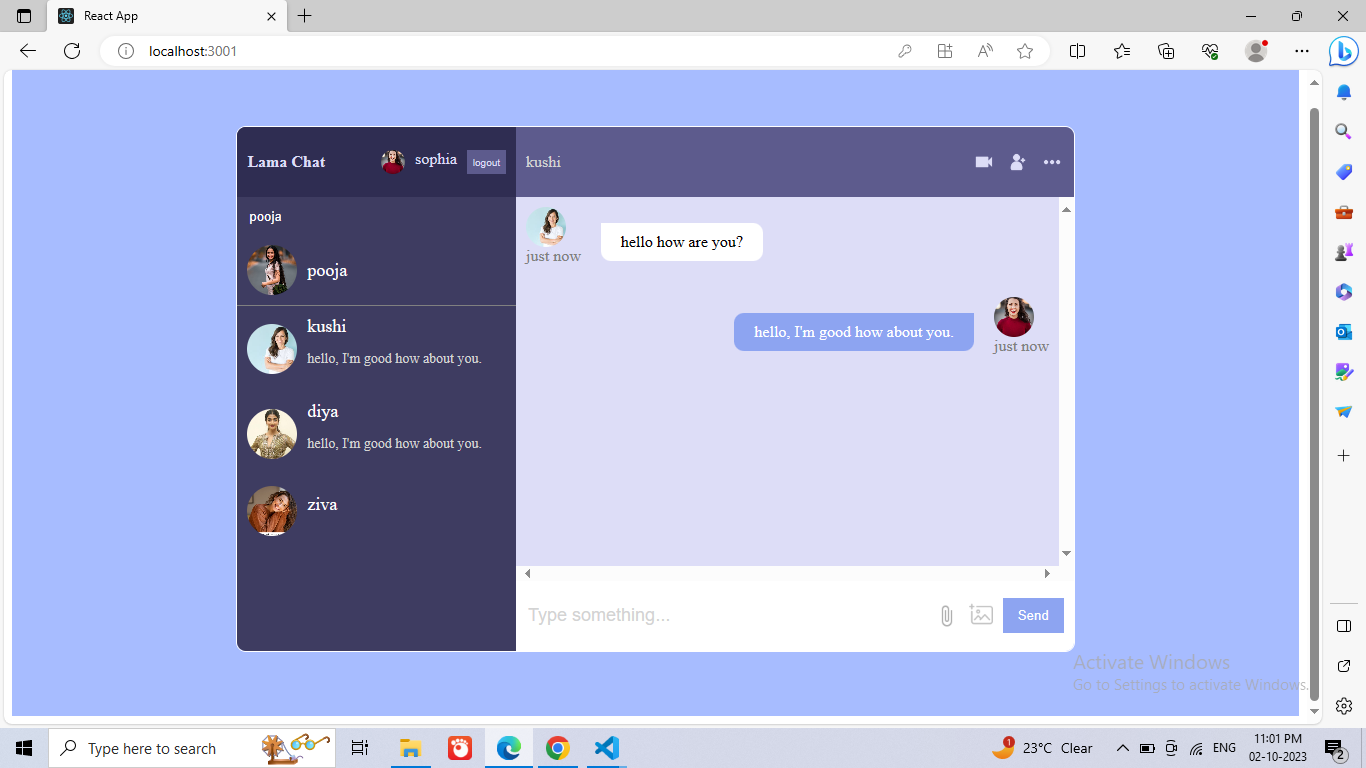 React App
localhost:3001
Lama Chat
sophia
logout
kushi
pooja
pooja
kushi
hello, I'm good how about you.
diya
hello, I'm good how about you.
ziva
hello how are you?
just now
hello, I'm good how about you.
just now
Type something...
Send
Activate Windows
Go to Settings to activate Windows.
Type here to search
1
23°C Clear
ENG
11:01 PM
02-10-2023
2